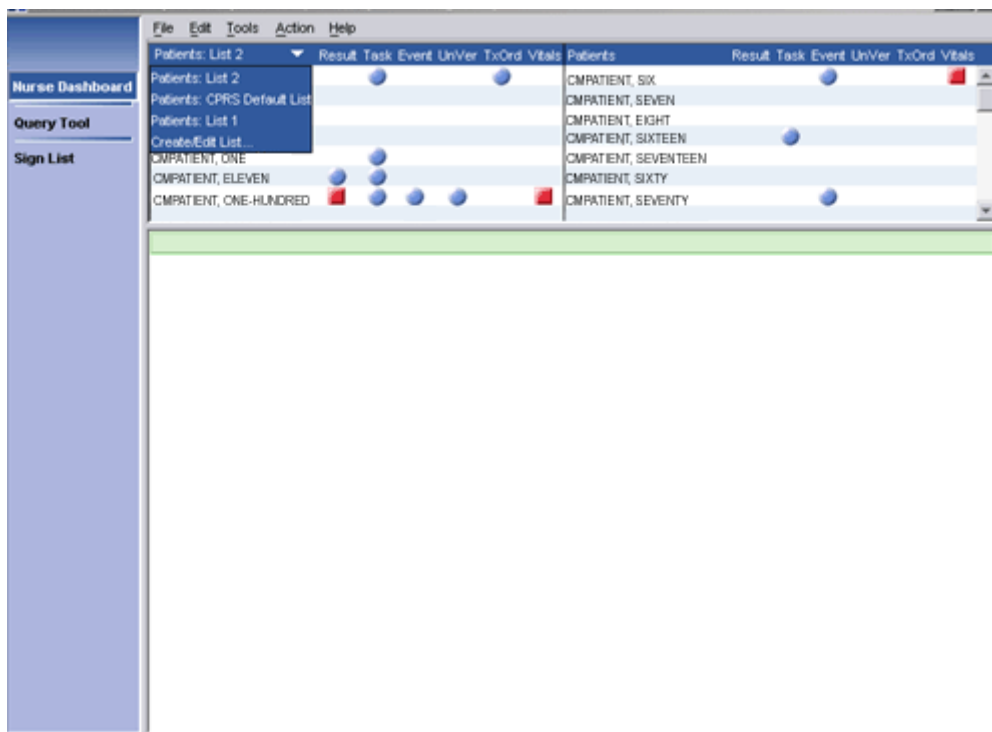 File Edit Tools Action Help
Patients: List 2 Result Task Event UnVer TxOrd Vitals Patients Result Task Event UnVer TxOrd Vitals
Patients: List 2
Patients: CPRS Default List
Patients: List 1
Create/Edit List...
CMPATIENT, ONE
CMPATIENT, ELEVEN
CMPATIENT, ONE-HUNDRED
CMPATIENT, SIX
CMPATIENT, SEVEN
CMPATIENT, EIGHT
CMPATIENT, SIXTEEN
CMPATIENT, SEVENTEEN
CMPATIENT, SIXTY
CMPATIENT, SEVENTY
Nurse Dashboard
Query Tool
Sign List